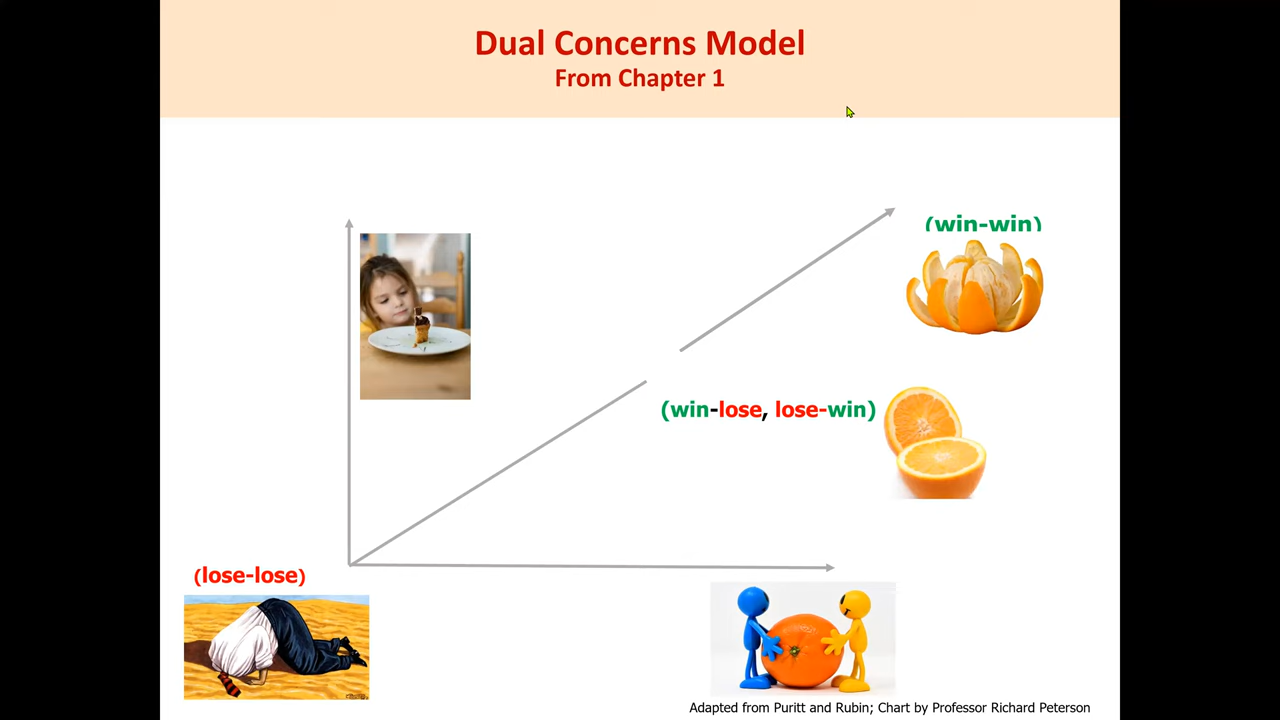 Dual Concerns Model
From Chapter 1
(win-win)
(win-lose, lose-win)
(lose-lose)
Adapted from Puritt and Rubin; Chart by Professor Richard Peterson